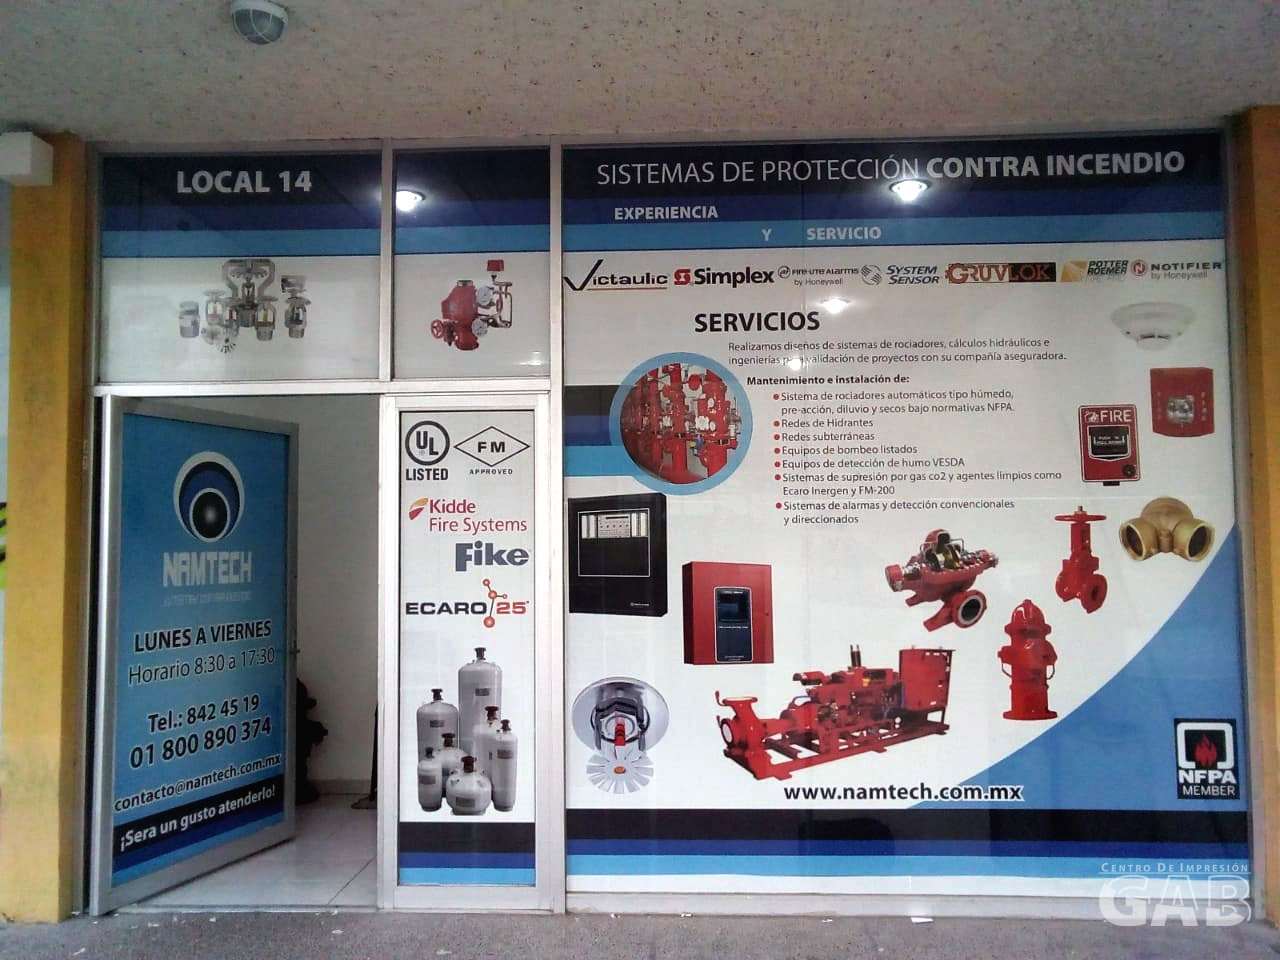 LOCAL 14
SISTEMAS DE PROTECCIÓN CONTRA INCENDIO
EXPERIENCIA
Y SERVICIO
Victaulic Simplex FIRE-LITE ALARMS by Honeywell SYSTEM SENSOR GRUVLOK POTTER ROEMER NOTIFIER by Honeywell
SERVICIOS
Realizamos diseños de sistemas de rociadores, cálculos hidráulicos e
ingenierías para validación de proyectos con su compañía aseguradora.
Mantenimiento e instalación de:
Sistema de rociadores automáticos tipo húmedo,
pre-acción, diluvio y secos bajo normativas NFPA.
Redes de Hidrantes
Redes subterráneas
Equipos de bombeo listados
Equipos de detección de humo VESDA
Sistemas de supresión por gas co2 y agentes limpios como
Ecaro Inergen y FM-200
Sistemas de alarmas y detección convencionales
y direccionados
FIRE
www.namtech.com.mx
NFPA
MEMBER
UL
LISTED
FM
APPROVED
Kidde
Fire Systems
Fike
ECARO 25
NAMTECH
LUNES A VIERNES
Horario 8:30 a 17:30
Tel.: 842 45 19
01 800 890 374
contacto@namtech.com.mx
¡Sera un gusto atenderlo!
CENTRO DE IMPRESIÓN
GAB